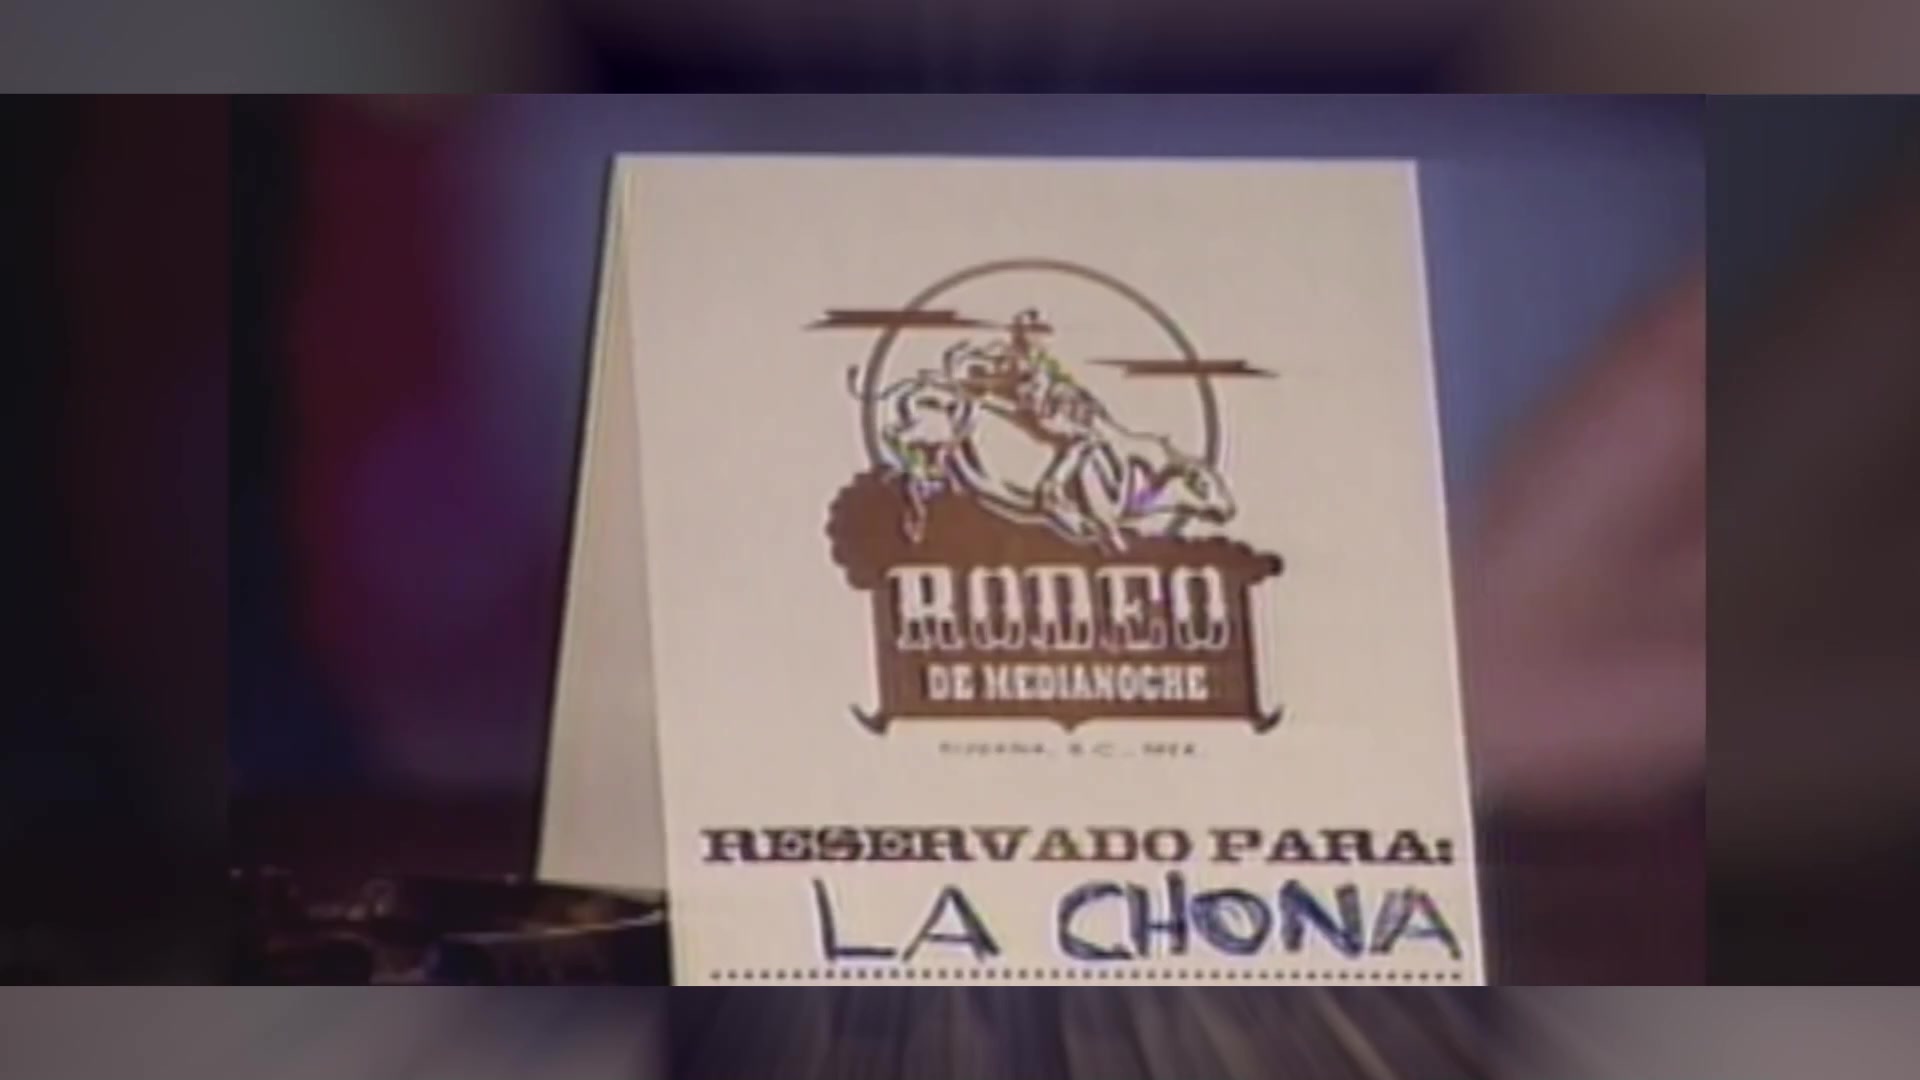 RODEO
DE MEDIANOCHE
RESERVADO PARA:
LA CHONA